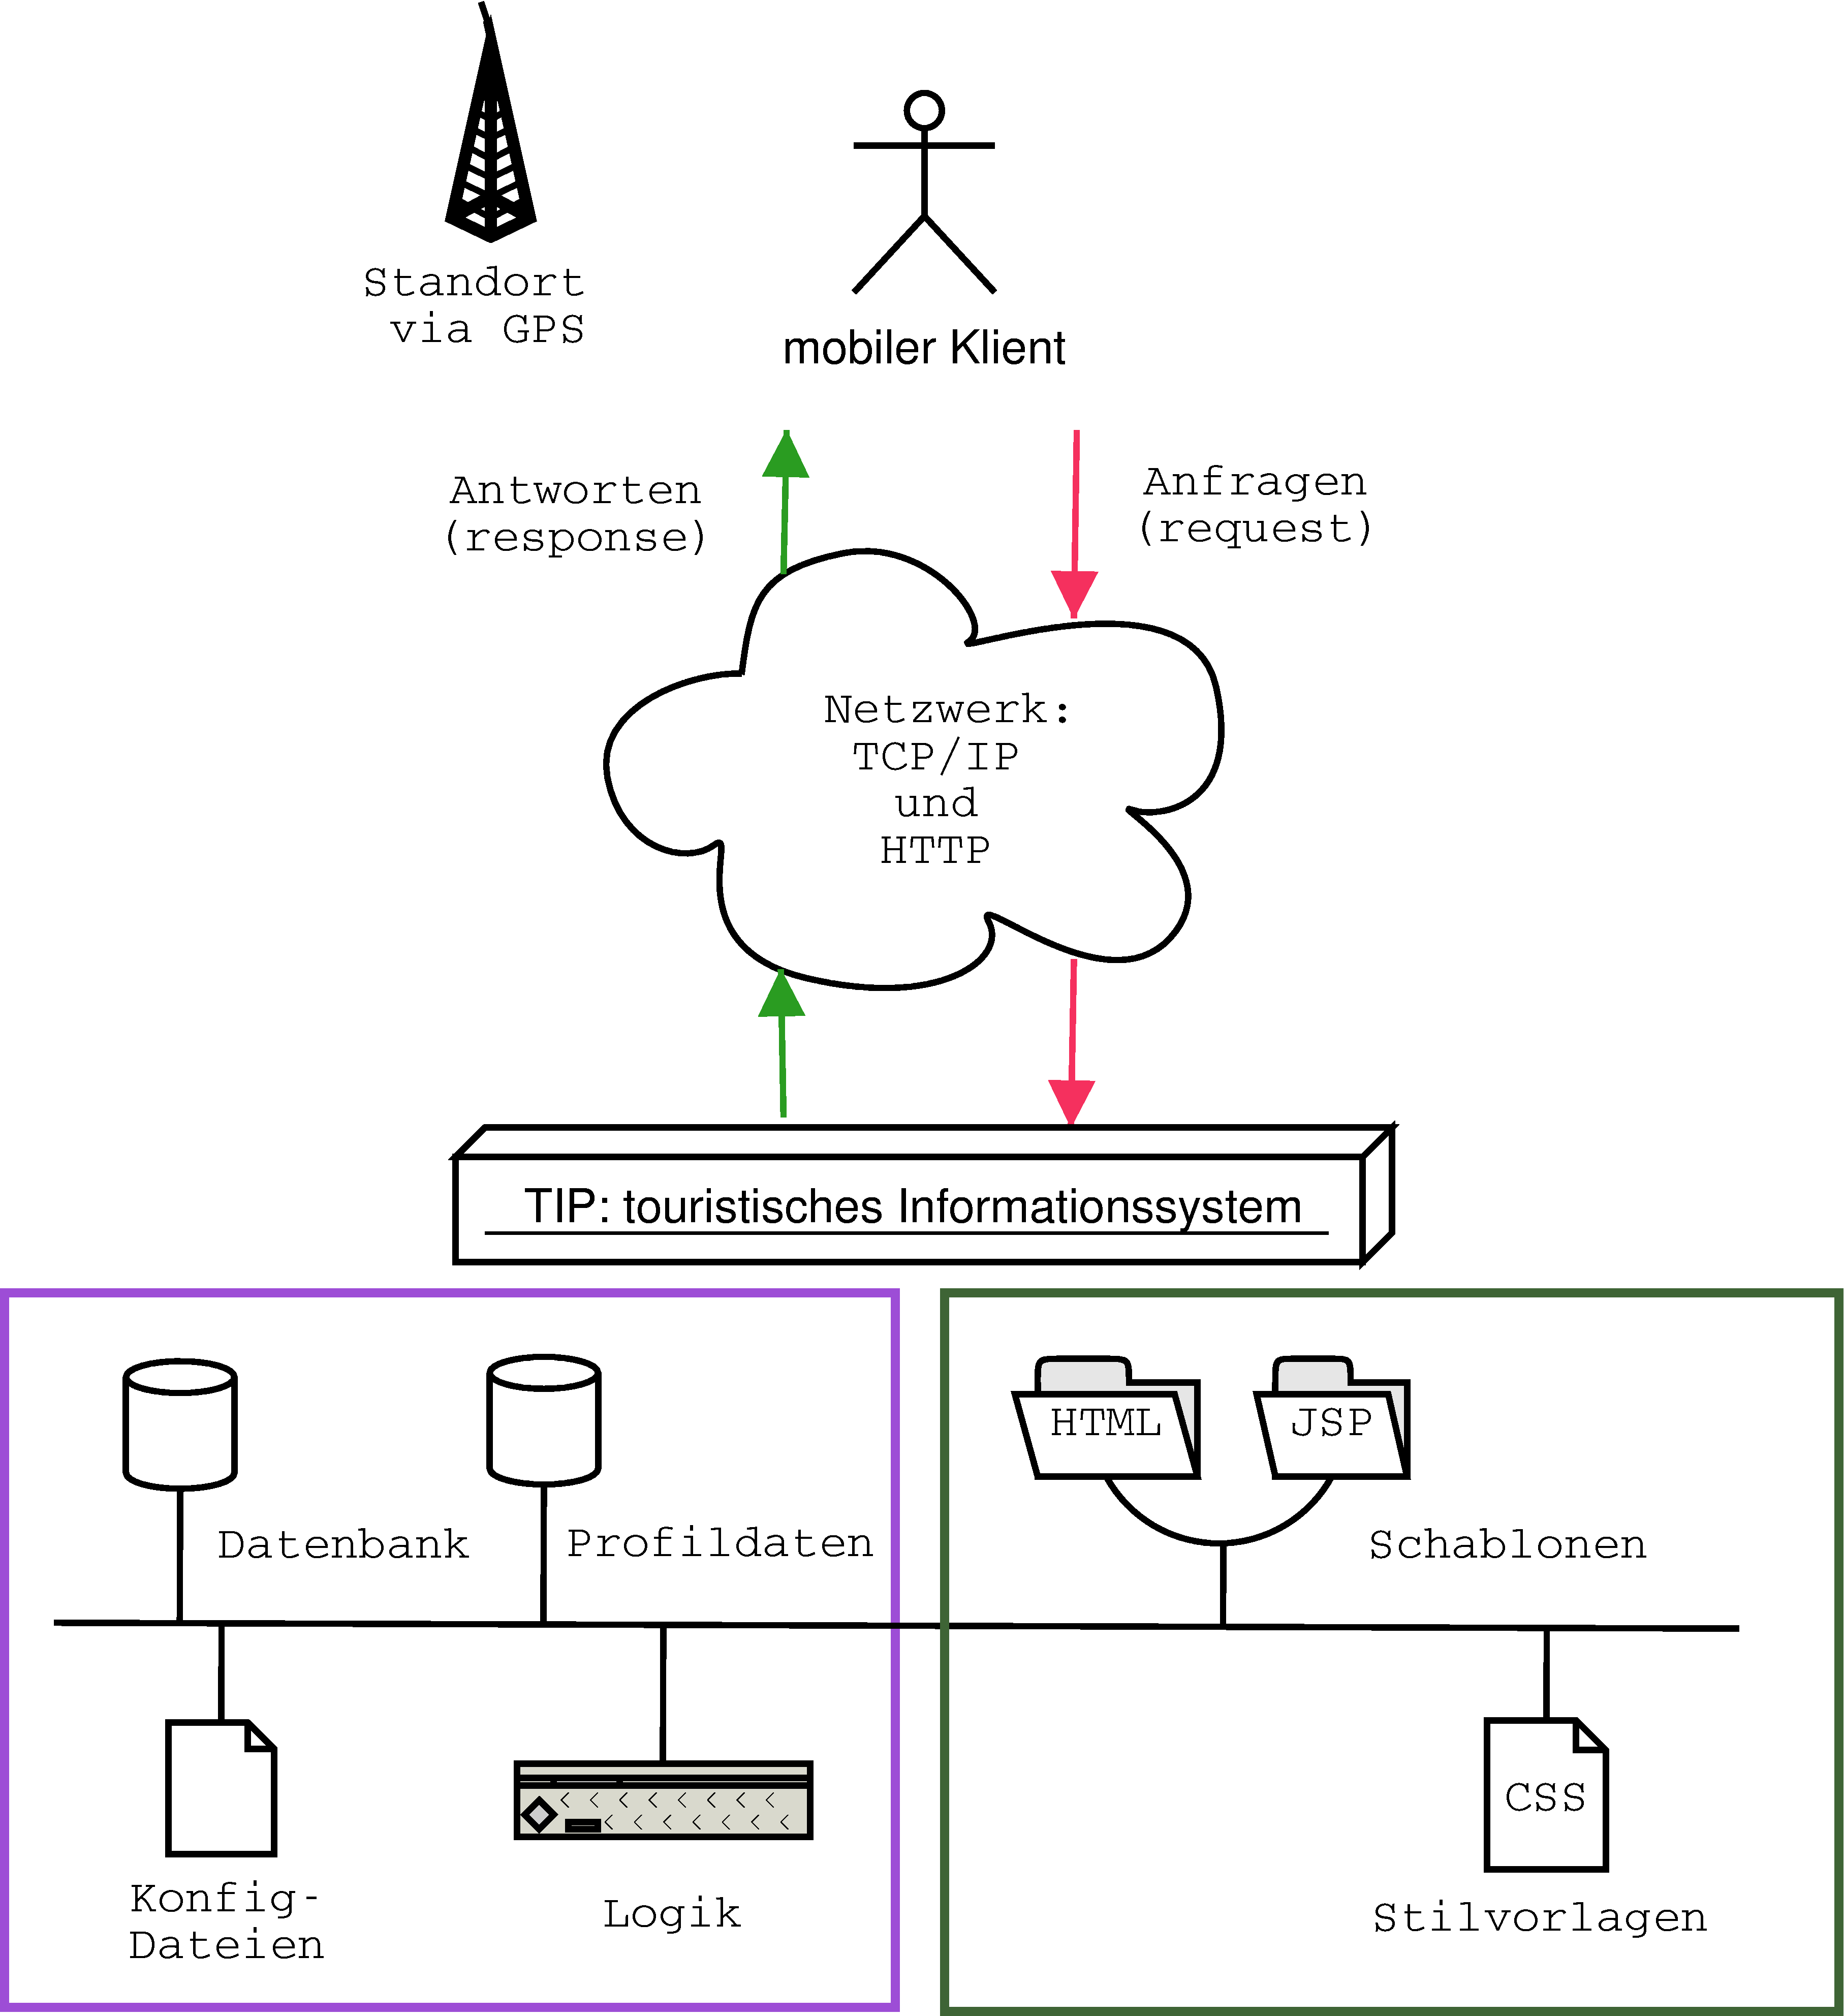 Standort
via GPS
mobiler Klient
Antworten
(response)
Anfragen
(request)
Netzwerk:
TCP/IP
und
HTTP
TIP: touristisches Informationssystem
HTML
JSP
Datenbank
Profildaten
Schablonen
CSS
Konfig-
Dateien
Logik
Stilvorlagen